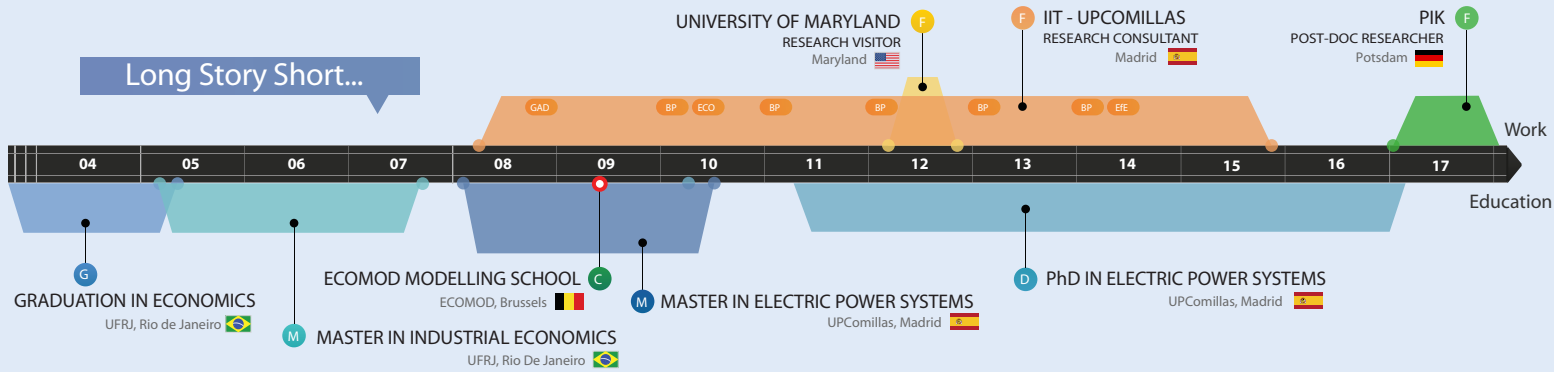 Long Story Short...
UNIVERSITY OF MARYLAND F
RESEARCH VISITOR
Maryland
F IIT - UPCOMILLAS
RESEARCH CONSULTANT
Madrid
PIK F
POST-DOC RESEARCHER
Potsdam
GAD BP ECO BP BP BP BP EfE
Work
04 05 06 07 08 09 10 11 12 13 14 15 16 17
Education
G
GRADUATION IN ECONOMICS
UFRJ, Rio de Janeiro
M MASTER IN INDUSTRIAL ECONOMICS
UFRJ, Rio De Janeiro
ECOMOD MODELLING SCHOOL C
ECOMOD, Brussels
M MASTER IN ELECTRIC POWER SYSTEMS
UPComillas, Madrid
D PhD IN ELECTRIC POWER SYSTEMS
UPComillas, Madrid